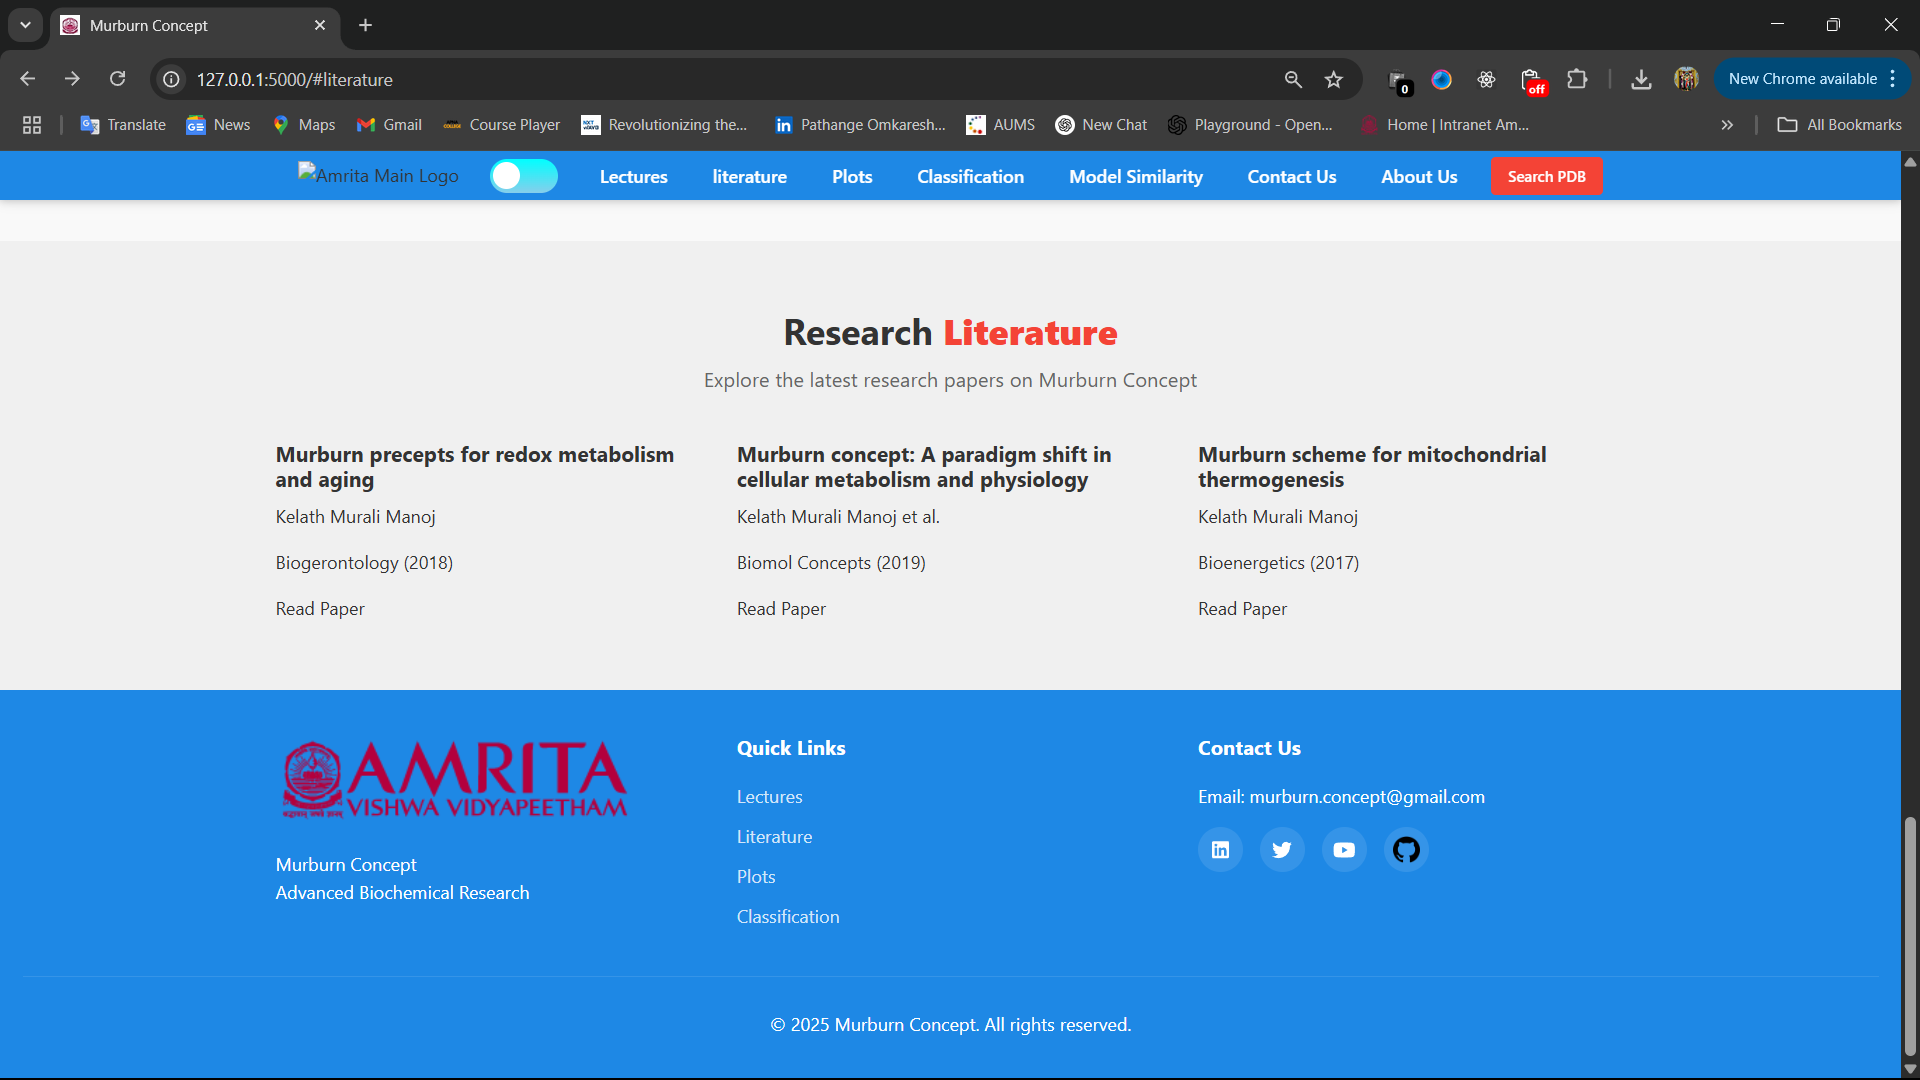 Murburn Concept
127.0.0.1:5000/#literature
0
off
New Chrome available
Translate
News
Maps
Gmail
Course Player
Revolutionizing the...
Pathange Omkaresh...
AUMS
New Chat
Playground - Open...
Home | Intranet Am...
All Bookmarks
Amrita Main Logo
Lectures
literature
Plots
Classification
Model Similarity
Contact Us
About Us
Search PDB
Research Literature
Explore the latest research papers on Murburn Concept
Murburn precepts for redox metabolism
and aging
Kelath Murali Manoj
Biogerontology (2018)
Read Paper
Murburn concept: A paradigm shift in
cellular metabolism and physiology
Kelath Murali Manoj et al.
Biomol Concepts (2019)
Read Paper
Murburn scheme for mitochondrial
thermogenesis
Kelath Murali Manoj
Bioenergetics (2017)
Read Paper
AMRITA
VISHWA VIDYAPEETHAM
Murburn Concept
Advanced Biochemical Research
Quick Links
Lectures
Literature
Plots
Classification
Contact Us
Email: murburn.concept@gmail.com
© 2025 Murburn Concept. All rights reserved.